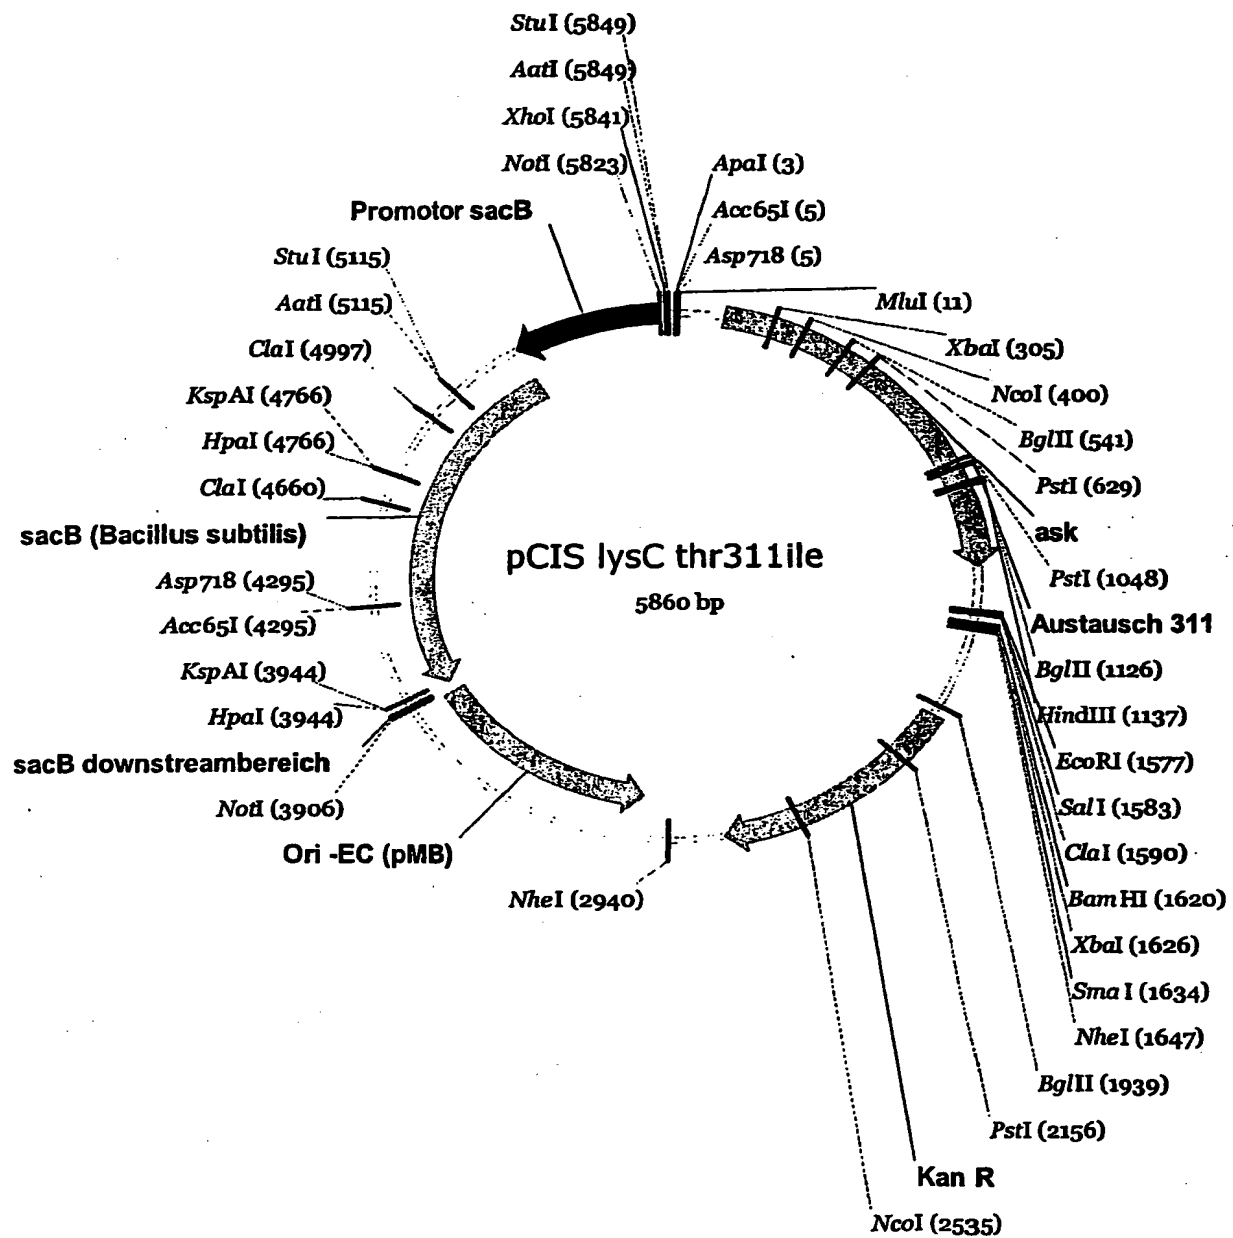 StuI (5849)
AatI (5849)
XhoI (5841)
NotI (5823)
ApaI (3)
Acc65I (5)
Asp718 (5)
MluI (11)
Promotor sacB
StuI (5115)
AatI (5115)
ClaI (4997)
KspAI (4766)
HpaI (4766)
ClaI (4660)
sacB (Bacillus subtilis)
Asp718 (4295)
Acc65I (4295)
KspAI (3944)
HpaI (3944)
sacB downstreambereich
NotI (3906)
Ori -EC (pMB)
NheI (2940)
pCIS lysC thr311ile
5860 bp
XbaI (305)
NcoI (400)
BglII (541)
PstI (629)
ask
PstI (1048)
Austausch 311
BglII (1126)
HindIII (1137)
EcoRI (1577)
SalI (1583)
ClaI (1590)
BamHI (1620)
XbaI (1626)
SmaI (1634)
NheI (1647)
BglII (1939)
PstI (2156)
Kan R
NcoI (2535)